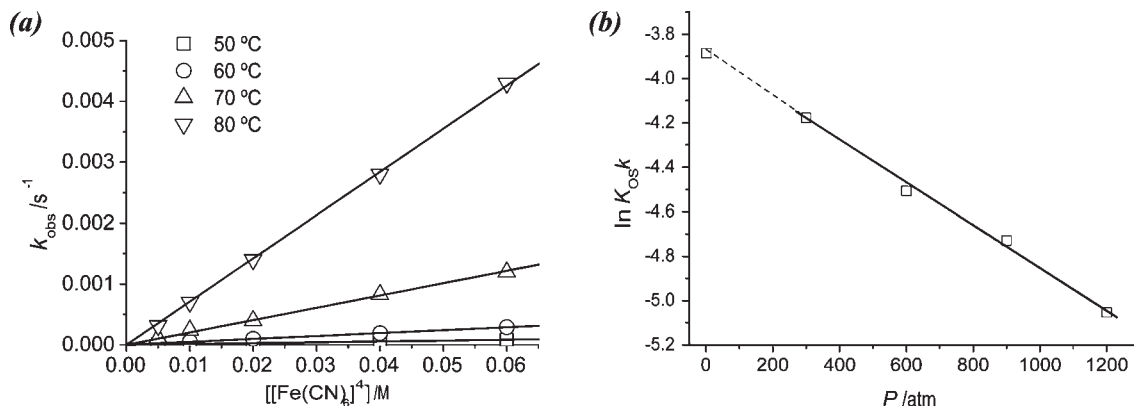 (a)
0.005
0.004
0.003
0.002
0.001
0.000
k_obs /s^-1
50 ºC
60 ºC
70 ºC
80 ºC
0.00 0.01 0.02 0.03 0.04 0.05 0.06
[[Fe(CN)_6]^4]/M
(b)
-3.8
-4.0
-4.2
-4.4
-4.6
-4.8
-5.0
-5.2
ln K_OS k
0 200 400 600 800 1000 1200
P /atm